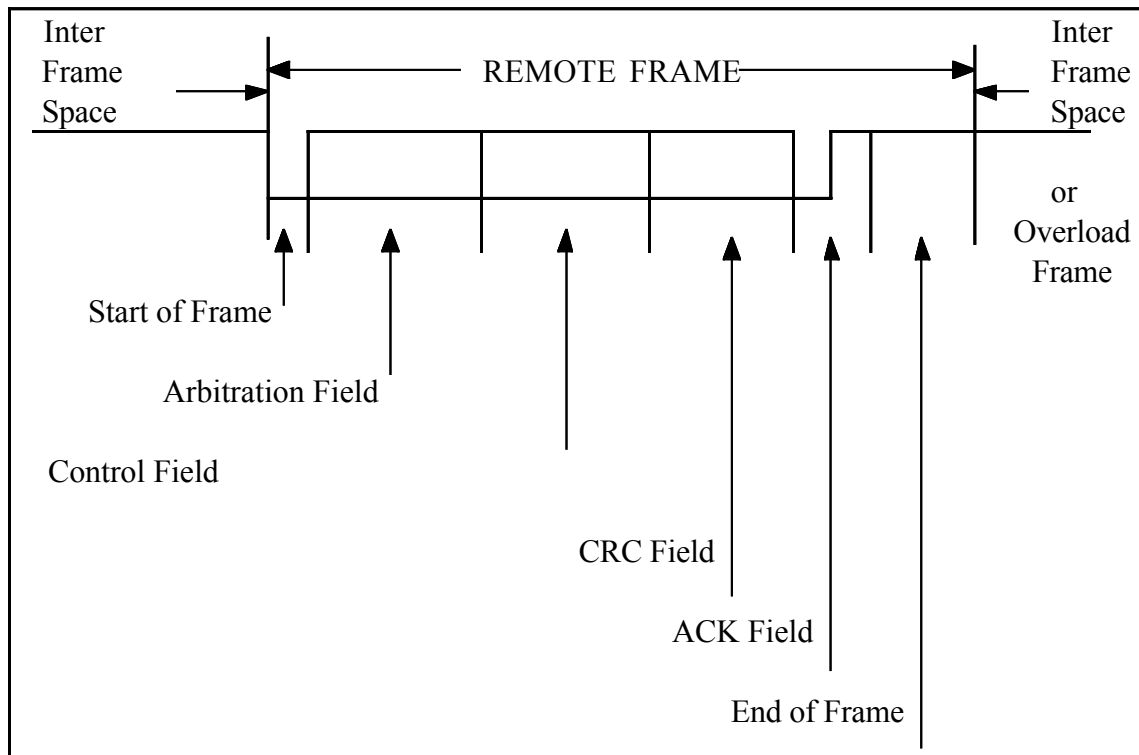 Inter
Frame
Space
REMOTE FRAME
Inter
Frame
Space
or
Overload
Frame
Start of Frame
Arbitration Field
Control Field
CRC Field
ACK Field
End of Frame